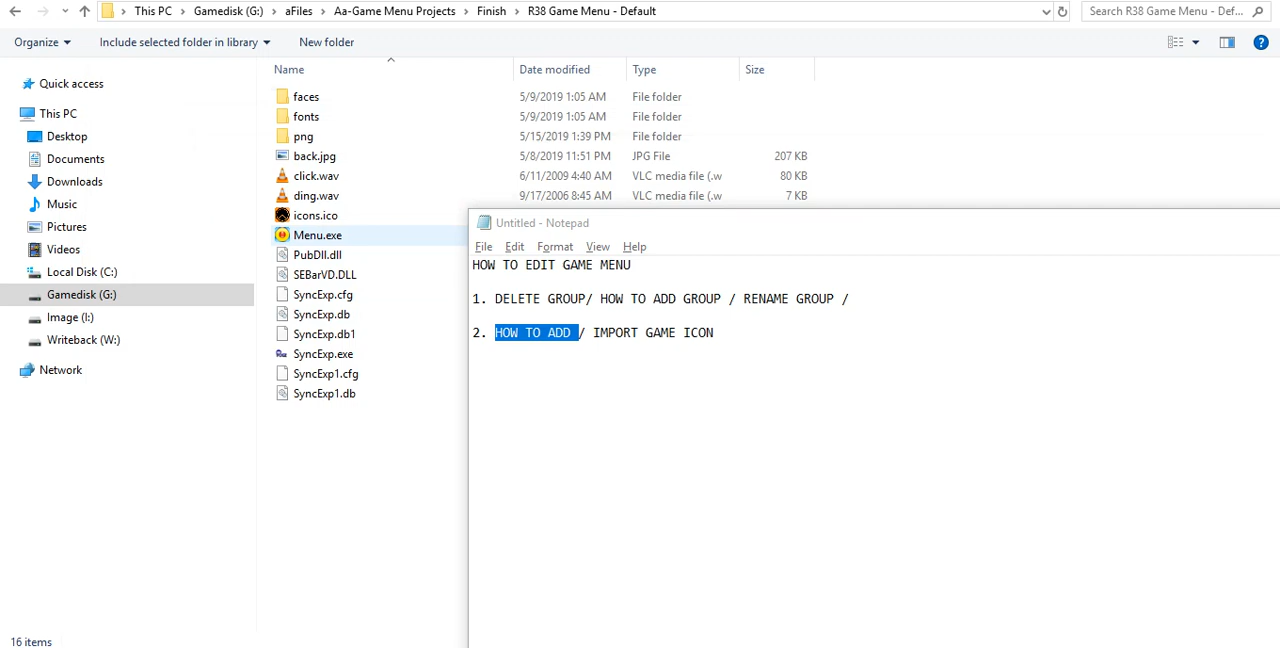 This PC > Gamedisk (G:) > aFiles > Aa-Game Menu Projects > Finish > R38 Game Menu - Default
Search R38 Game Menu - Def...
Organize Include selected folder in library New folder
Name Date modified Type Size
Quick access
This PC
Desktop
Documents
Downloads
Music
Pictures
Videos
Local Disk (C:)
Gamedisk (G:)
Image (I:)
Writeback (W:)
Network
faces 5/9/2019 1:05 AM File folder
fonts 5/9/2019 1:05 AM File folder
png 5/15/2019 1:39 PM File folder
back.jpg 5/8/2019 11:51 PM JPG File 207 KB
click.wav 6/11/2009 4:40 AM VLC media file (.w 80 KB
ding.wav 9/17/2006 8:45 AM VLC media file (.w 7 KB
icons.ico
Menu.exe
PubDll.dll
SEBarVD.DLL
SyncExp.cfg
SyncExp.db
SyncExp.db1
SyncExp.exe
SyncExp1.cfg
SyncExp1.db
Untitled - Notepad
File Edit Format View Help
HOW TO EDIT GAME MENU
1. DELETE GROUP/ HOW TO ADD GROUP / RENAME GROUP /
2. HOW TO ADD / IMPORT GAME ICON
16 items